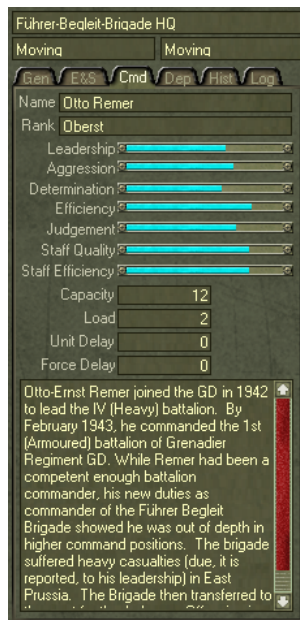 Führer-Begleit-Brigade HQ
Moving Moving
Gen E&S Cmd Dep Hist Log
Name Otto Remer
Rank Oberst
Leadership
Aggression
Determination
Efficiency
Judgement
Staff Quality
Staff Efficiency
Capacity 12
Load 2
Unit Delay 0
Force Delay 0
Otto-Ernst Remer joined the GD in 1942
to lead the IV (Heavy) battalion. By
February 1943, he commanded the 1st
(Armoured) battalion of Grenadier
Regiment GD. While Remer had been a
competent enough battalion
commander, his new duties as
commander of the Führer Begleit
Brigade showed he was out of depth in
higher command positions. The brigade
suffered heavy casualties (due, it is
reported, to his leadership) in East
Prussia. The Brigade then transferred to